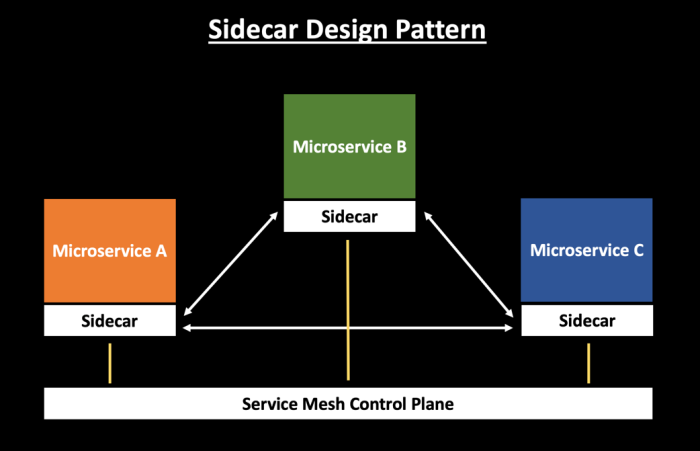 Sidecar Design Pattern
Microservice B
Sidecar
Microservice A
Sidecar
Microservice C
Sidecar
Service Mesh Control Plane